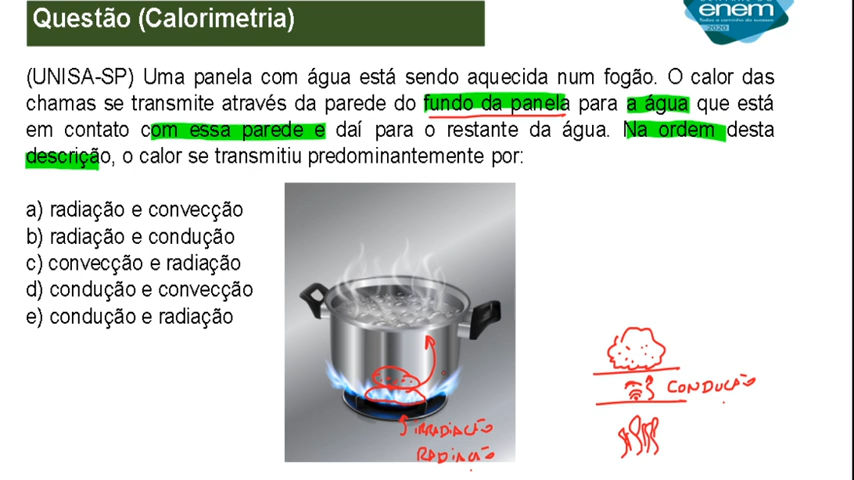 Questão (Calorimetria)
enem
2020
(UNISA-SP) Uma panela com água está sendo aquecida num fogão. O calor das
chamas se transmite através da parede do fundo da panela para a água que está
em contato com essa parede e daí para o restante da água. Na ordem desta
descrição, o calor se transmitiu predominantemente por:
a) radiação e convecção
b) radiação e condução
c) convecção e radiação
d) condução e convecção
e) condução e radiação
CONDUÇÃO
IRRADIAÇÃO
RADIAÇÃO